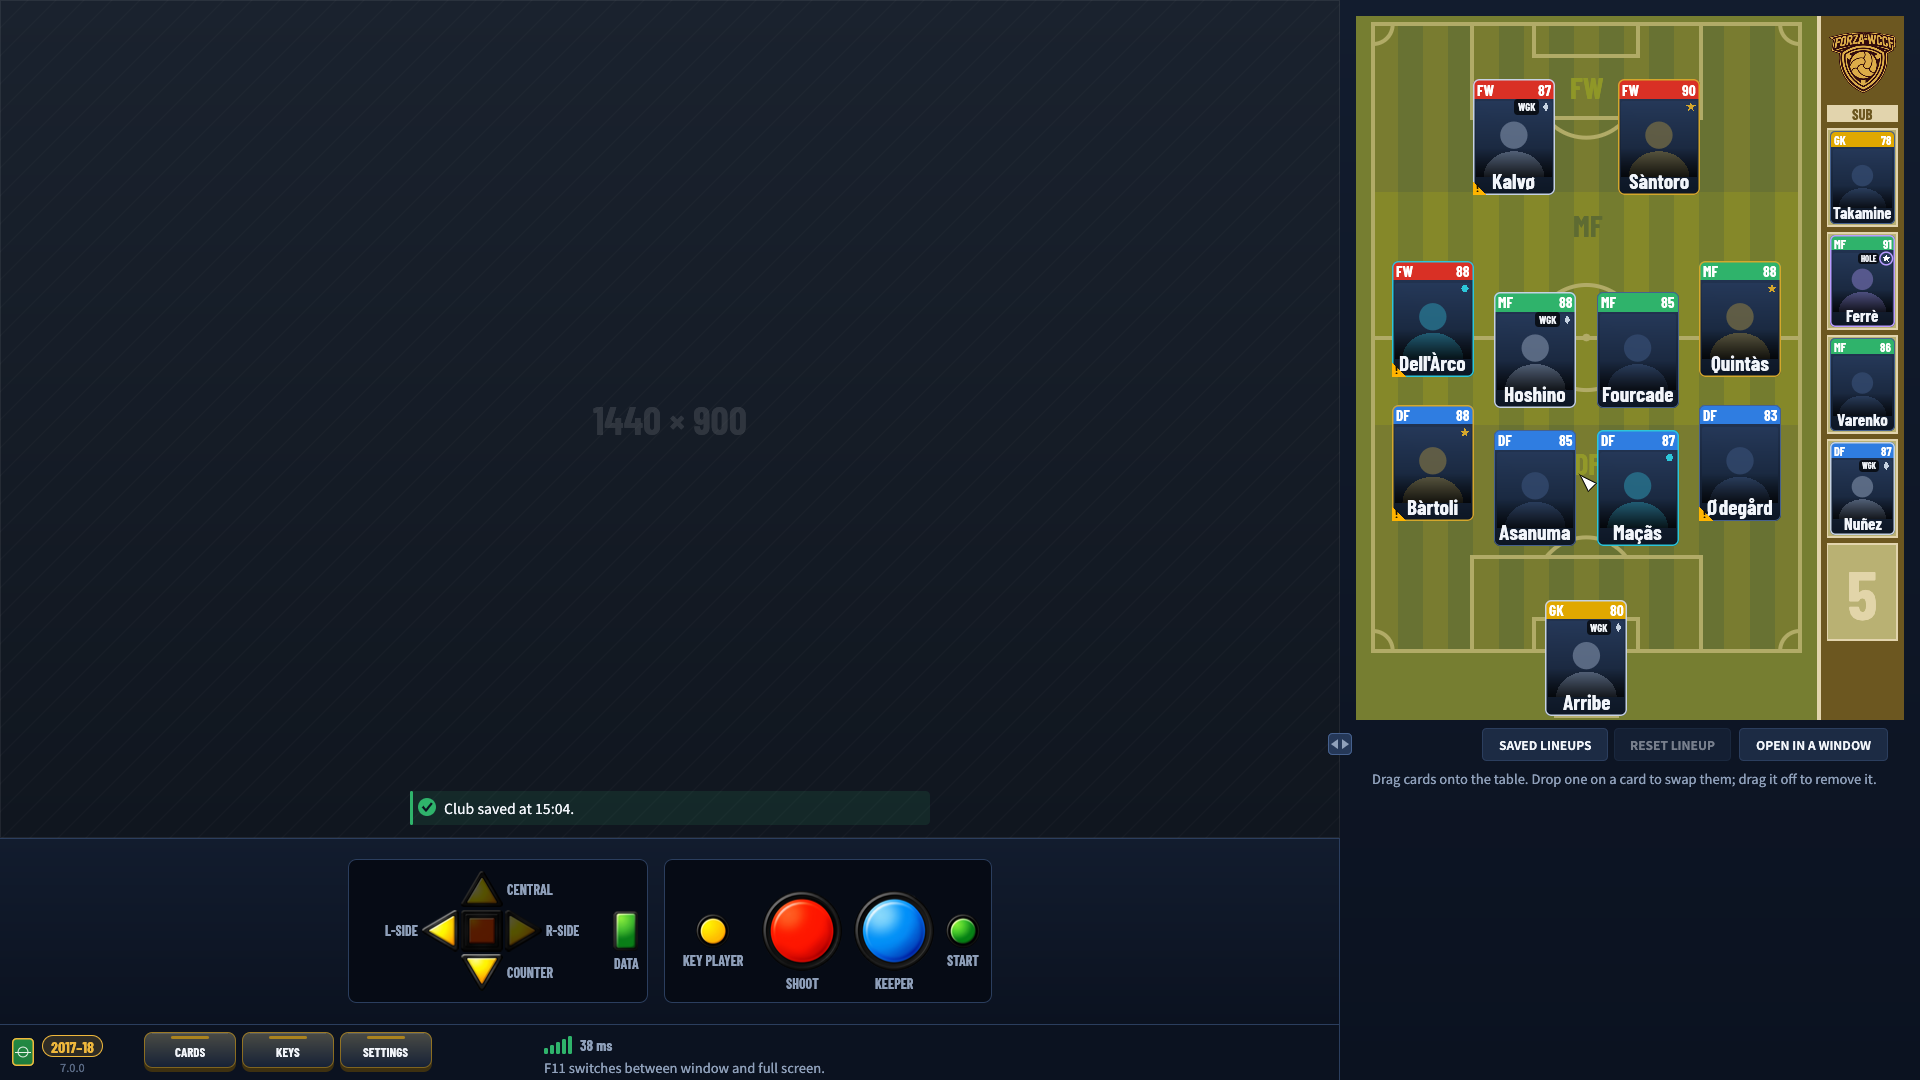 1440 × 900
Club saved at 15:04.
CENTRAL
L-SIDE
R-SIDE
COUNTER
DATA
KEY PLAYER
SHOOT
KEEPER
START
2017-18
7.0.0
CARDS
KEYS
SETTINGS
38 ms
F11 switches between window and full screen.
FW
MF
DF
FW 87
WGK
Kalvø
FW 90
Sàntoro
FW 88
Dell'Àrco
MF 88
WGK
Hoshino
MF 85
Fourcade
MF 88
Quintàs
DF 88
Bàrtoli
DF 85
Asanuma
DF 87
Maçãs
DF 83
Ødegård
GK 80
WGK
Arribe
FORZA-WCCF
SUB
GK 78
Takamine
MF 91
HOLE
Ferrè
MF 86
Varenko
DF 87
WGK
Nuñez
5
SAVED LINEUPS
RESET LINEUP
OPEN IN A WINDOW
Drag cards onto the table. Drop one on a card to swap them; drag it off to remove it.